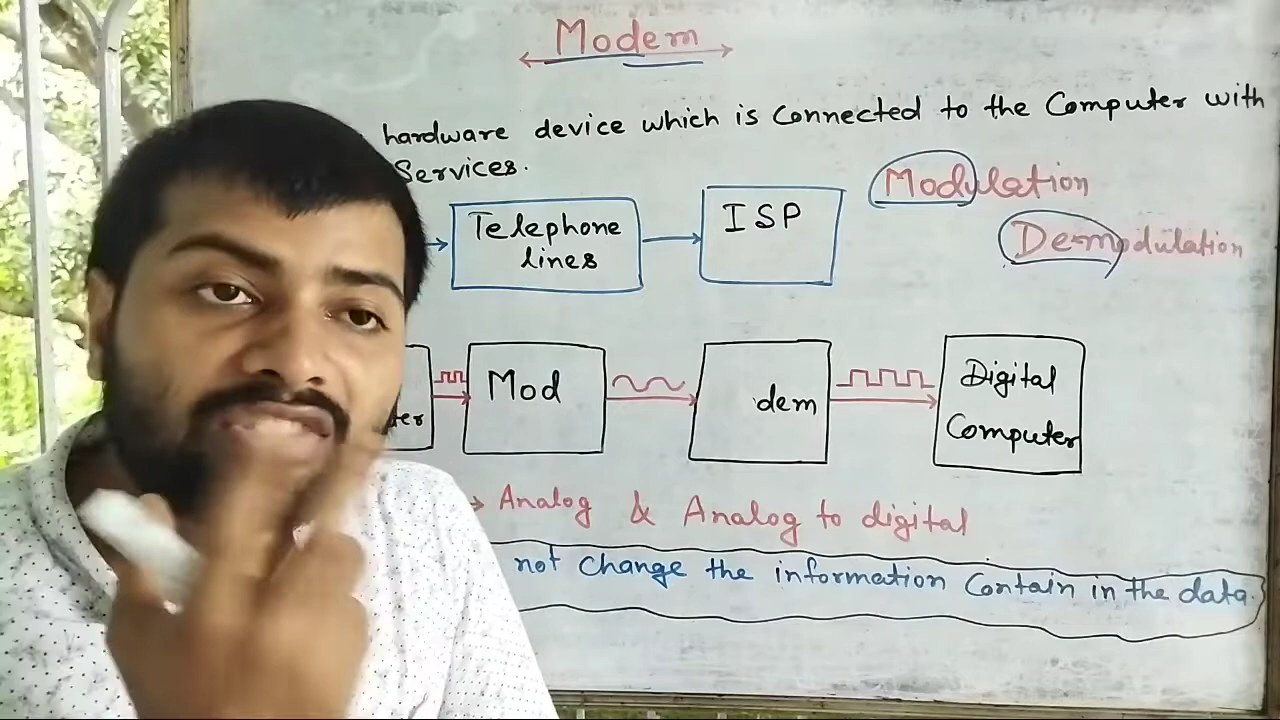 Modem
hardware device which is Connected to the Computer with
Services.
Modulation
Demodulation
Telephone
lines
ISP
Mod
dem
Digital
Computer
ter
Analog & Analog to digital
not Change the information Contain in the data.